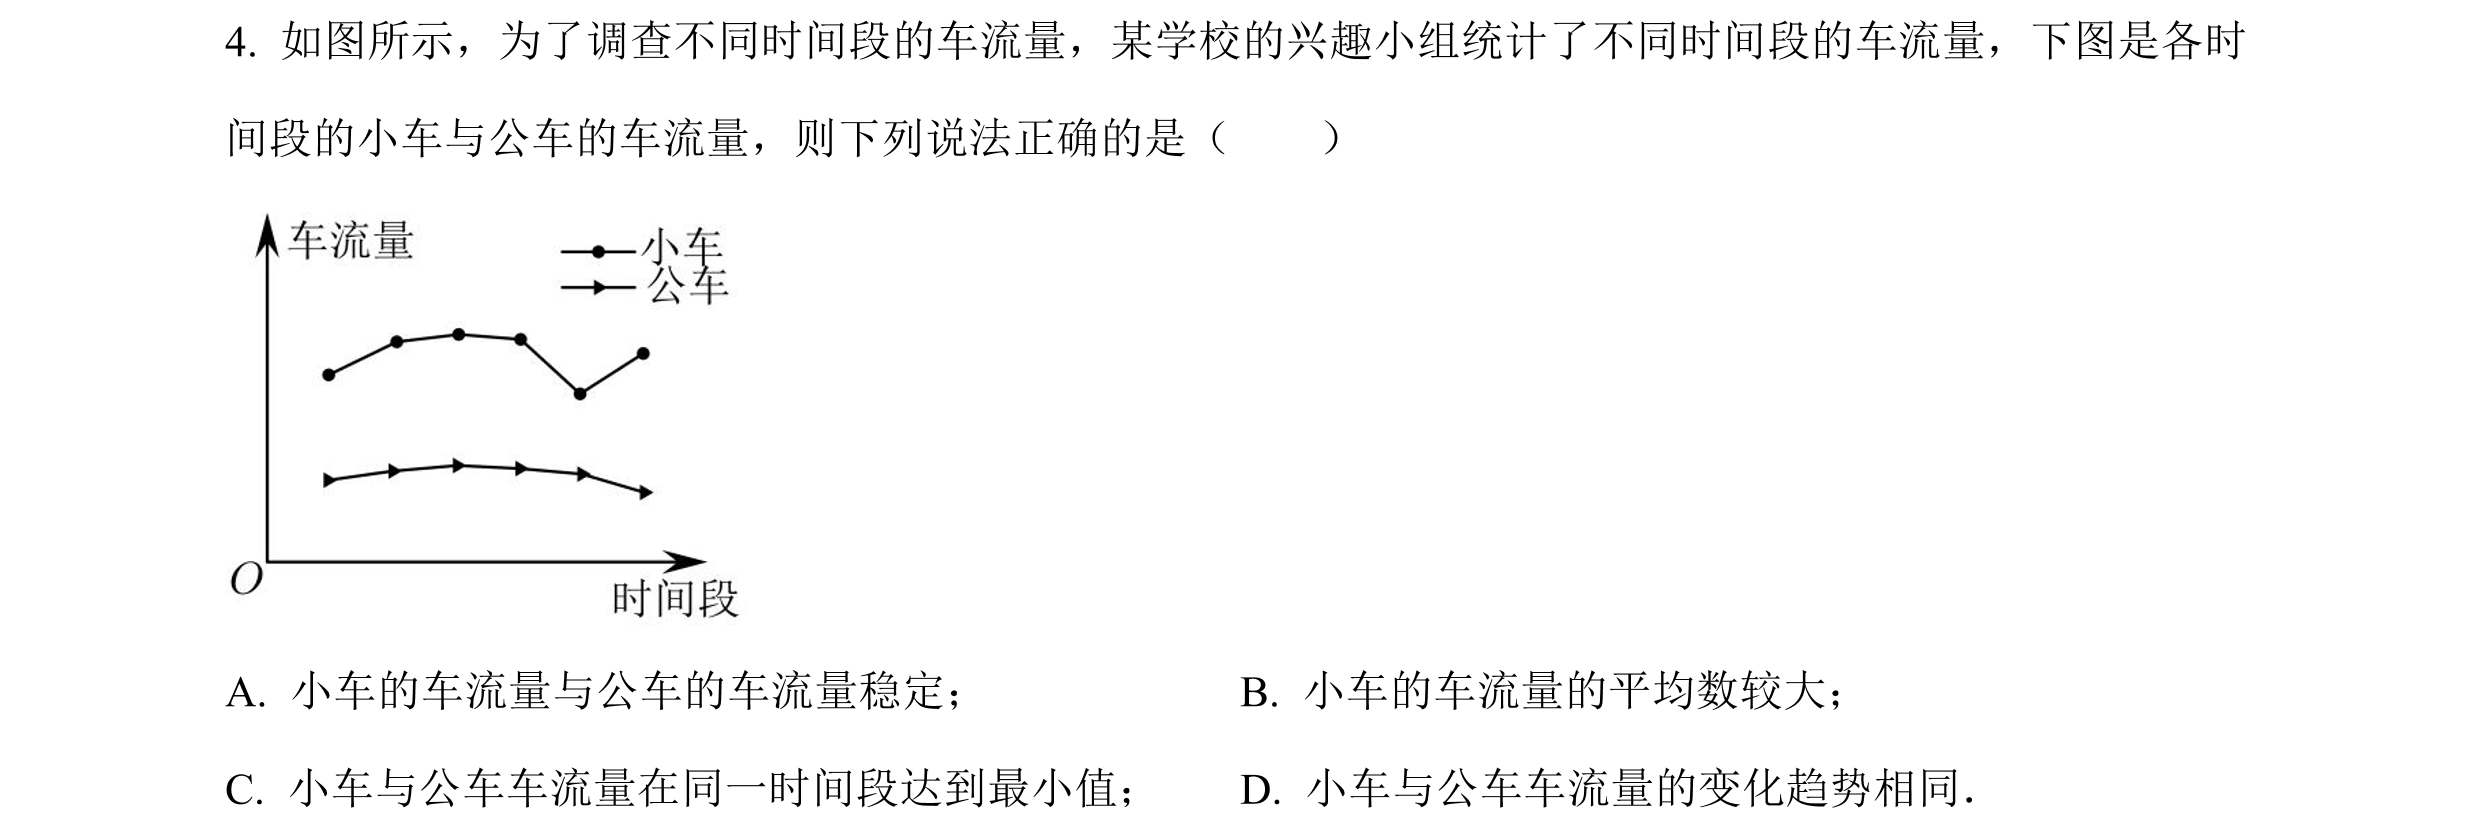 4. 如图所示，为了调查不同时间段的车流量，某学校的兴趣小组统计了不同时间段的车流量，下图是各时
间段的小车与公车的车流量，则下列说法正确的是（　　）
车流量
小车
公车
O
时间段
A. 小车的车流量与公车的车流量稳定；
B. 小车的车流量的平均数较大；
C. 小车与公车车流量在同一时间段达到最小值；
D. 小车与公车车流量的变化趋势相同．